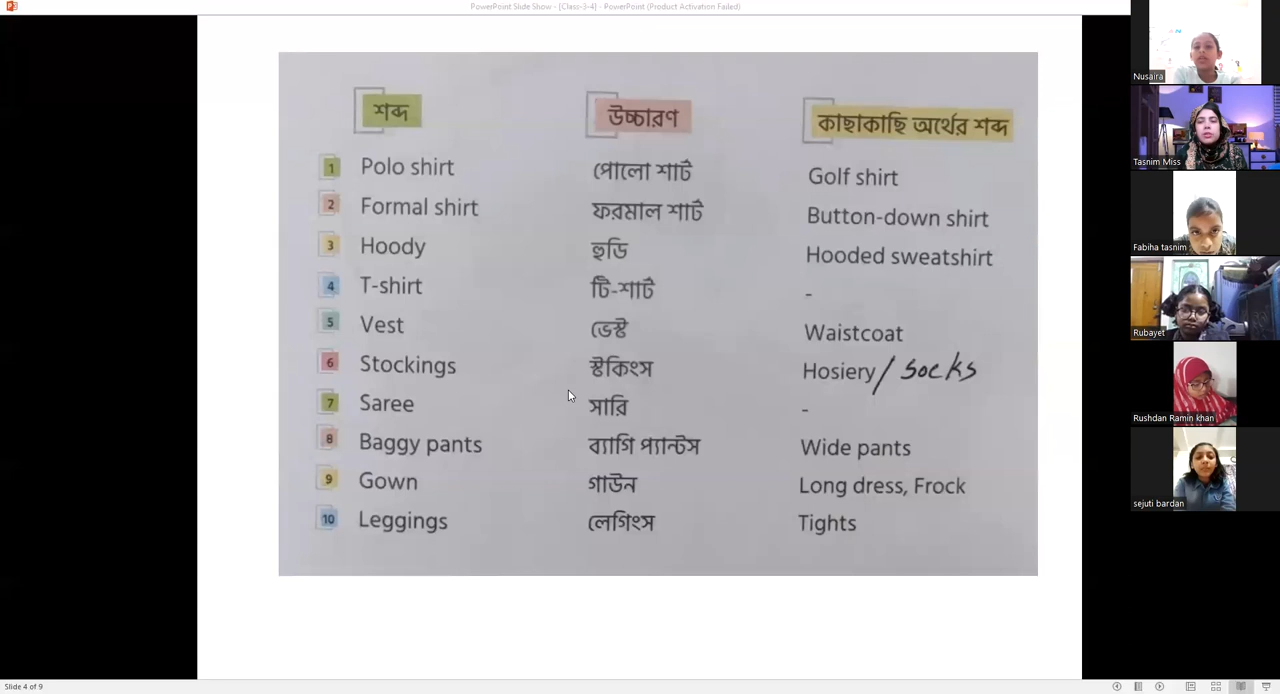 PowerPoint Slide Show - [Class-3-4] - PowerPoint (Product Activation Failed)
শব্দ উচ্চারণ কাছাকাছি অর্থের শব্দ
1 Polo shirt পোলো শার্ট Golf shirt
2 Formal shirt ফরমাল শার্ট Button-down shirt
3 Hoody হুডি Hooded sweatshirt
4 T-shirt টি-শার্ট -
5 Vest ভেস্ট Waistcoat
6 Stockings স্টকিংস Hosiery/socks
7 Saree সারি -
8 Baggy pants ব্যাগি প্যান্টস Wide pants
9 Gown গাউন Long dress, Frock
10 Leggings লেগিংস Tights
Nusaira
Tasnim Miss
Fabiha tasnim
Rubayet
Rushdan Ramin khan
sejuti bardan
Slide 4 of 9